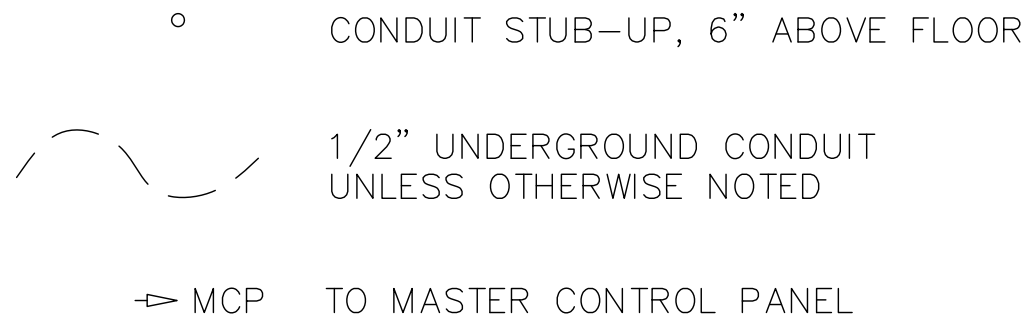 CONDUIT STUB-UP, 6" ABOVE FLOOR
1/2" UNDERGROUND CONDUIT
UNLESS OTHERWISE NOTED
MCP TO MASTER CONTROL PANEL